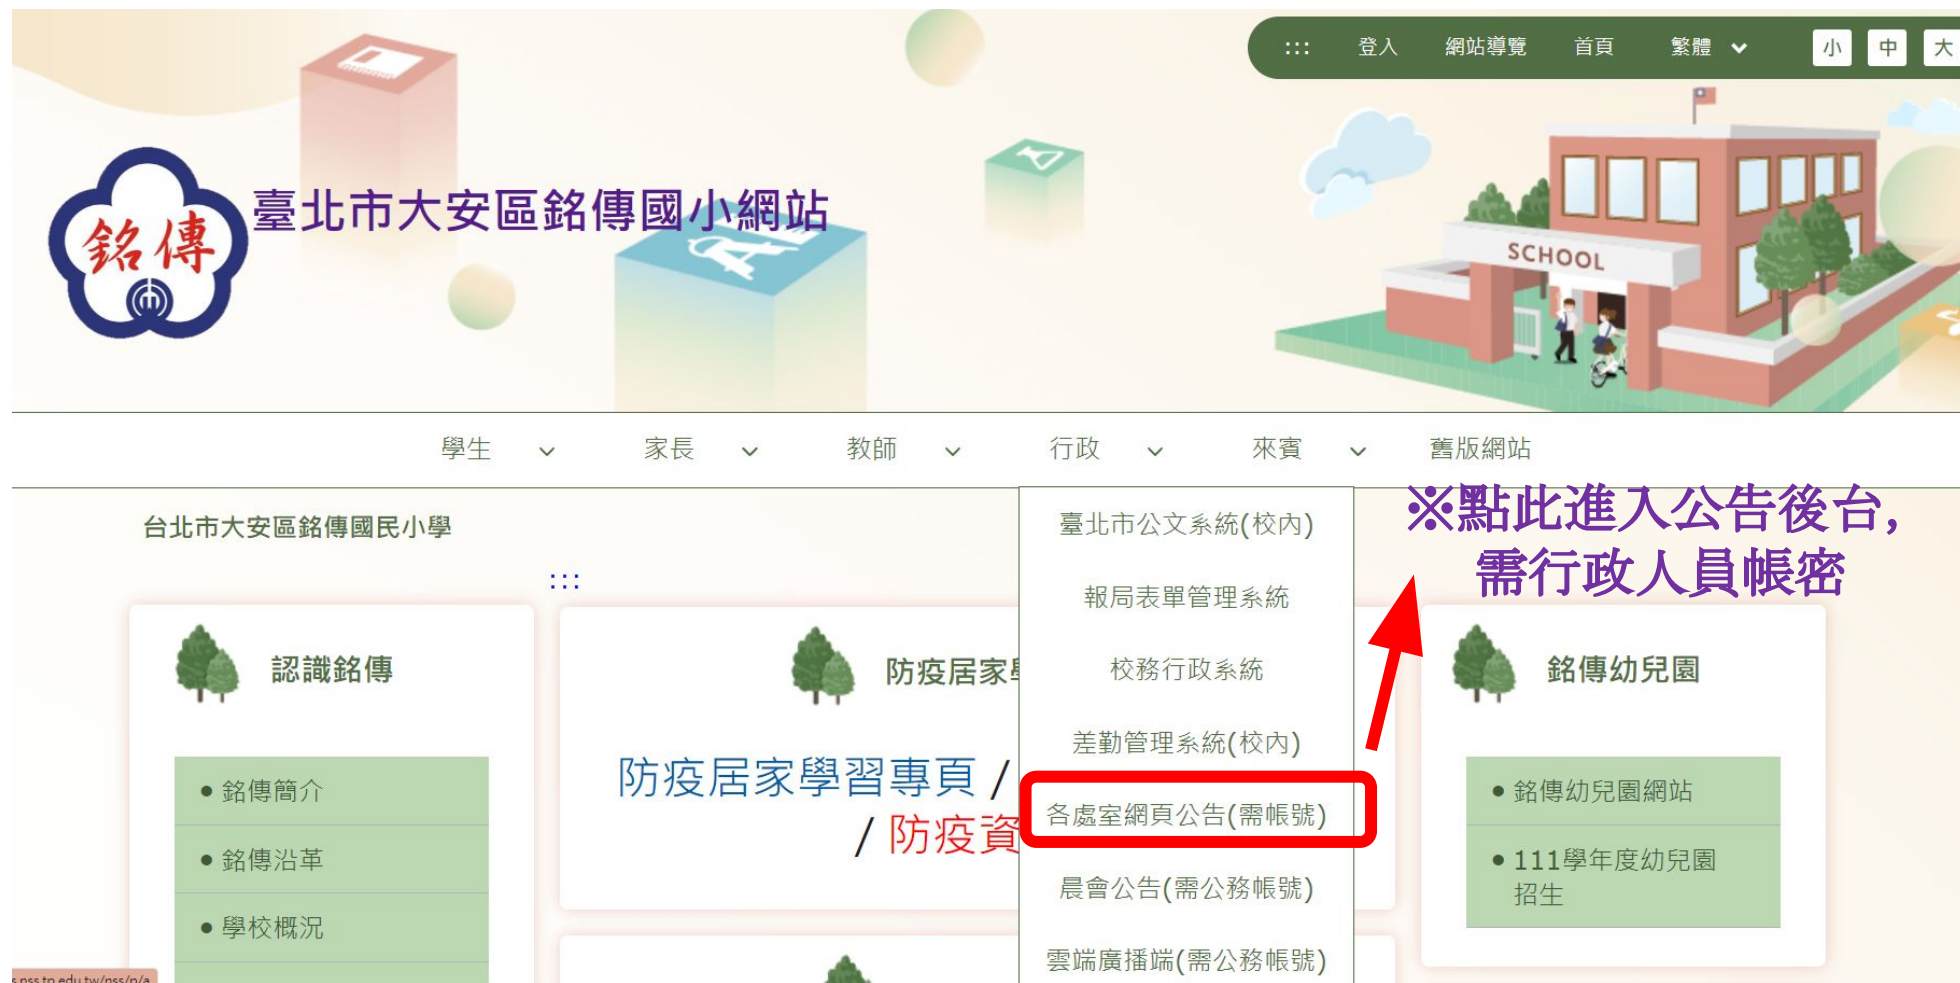 ::: 登入 網站導覽 首頁 繁體 小 中 大
銘傳
臺北市大安區銘傳國小網站
SCHOOL
學生 家長 教師 行政 來賓 舊版網站
※點此進入公告後台,
需行政人員帳密
台北市大安區銘傳國民小學
:::
臺北市公文系統(校內)
報局表單管理系統
校務行政系統
差勤管理系統(校內)
各處室網頁公告(需帳號)
晨會公告(需公務帳號)
雲端廣播端(需公務帳號)
認識銘傳
● 銘傳簡介
● 銘傳沿革
● 學校概況
防疫居家
防疫居家學習專頁 /
/ 防疫資
銘傳幼兒園
● 銘傳幼兒園網站
● 111學年度幼兒園
招生